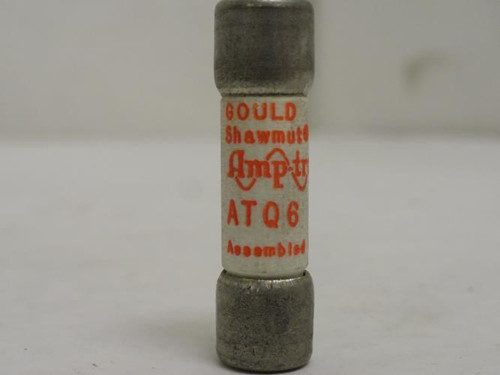 GOULD
Shawmut®
Amp-tr
ATQ6
Assembled